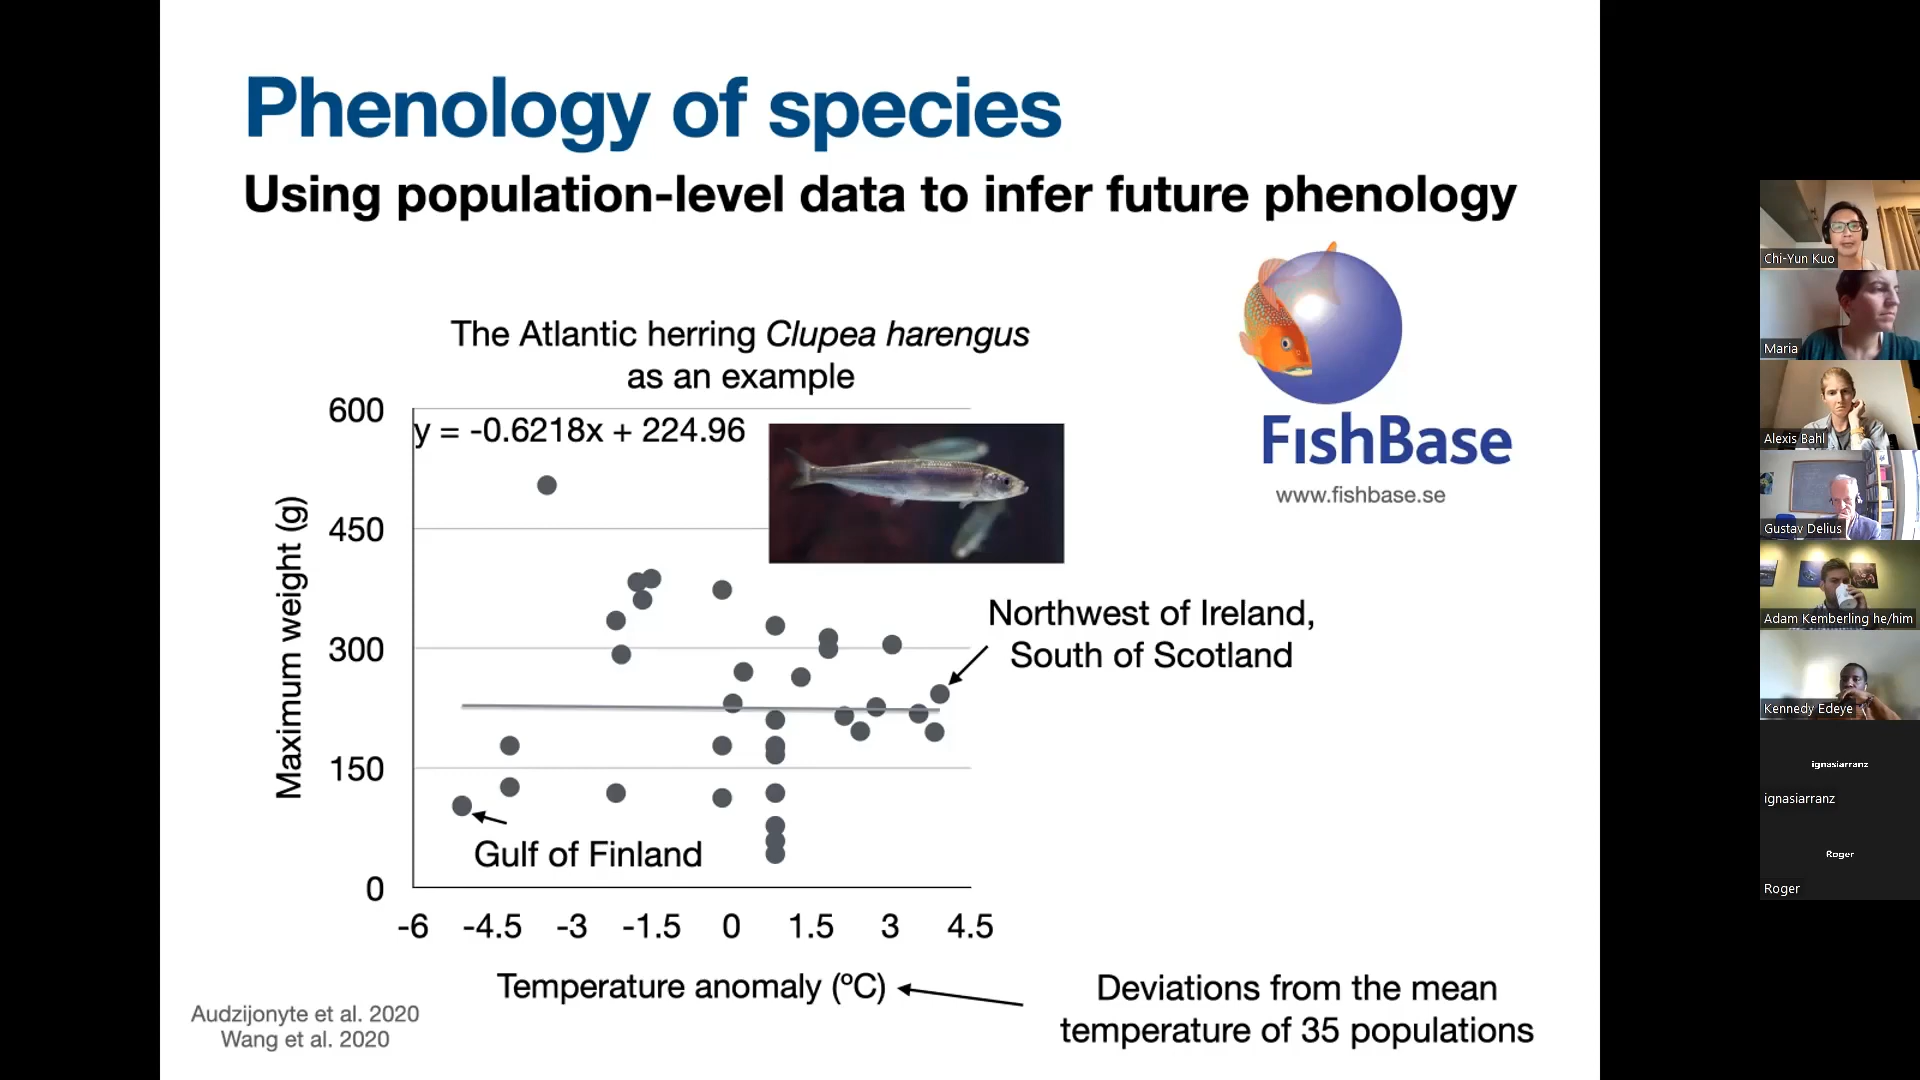 Phenology of species
Using population-level data to infer future phenology
The Atlantic herring Clupea harengus
as an example
FishBase
www.fishbase.se
y = -0.6218x + 224.96
Maximum weight (g)
600
450
300
150
0
Northwest of Ireland,
South of Scotland
Gulf of Finland
-6 -4.5 -3 -1.5 0 1.5 3 4.5
Temperature anomaly (ºC)
Deviations from the mean
temperature of 35 populations
Audzijonyte et al. 2020
Wang et al. 2020
Chi-Yun Kuo
Maria
Alexis Bahl
Gustav Delius
Adam Kemberling he/him
Kennedy Edeye
ignasiarranz
ignasiarranz
Roger
Roger